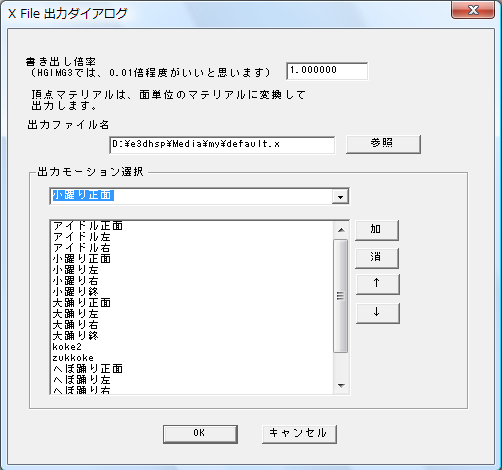 X File 出力ダイアログ
書き出し倍率
（HGIMG3では、0.01倍程度がいいと思います）
1.000000
頂点マテリアルは、面単位のマテリアルに変換して
出力します。
出力ファイル名
D:¥e3dhsp¥Media¥my¥default.x
参照
出力モーション選択
小躍り正面
アイドル正面
アイドル左
アイドル右
小躍り正面
小躍り左
小躍り右
小躍り終
大踊り正面
大踊り左
大踊り右
大踊り終
koke2
zukkoke
へぼ踊り正面
へぼ踊り左
へぼ踊り右
加
消
↑
↓
OK
キャンセル